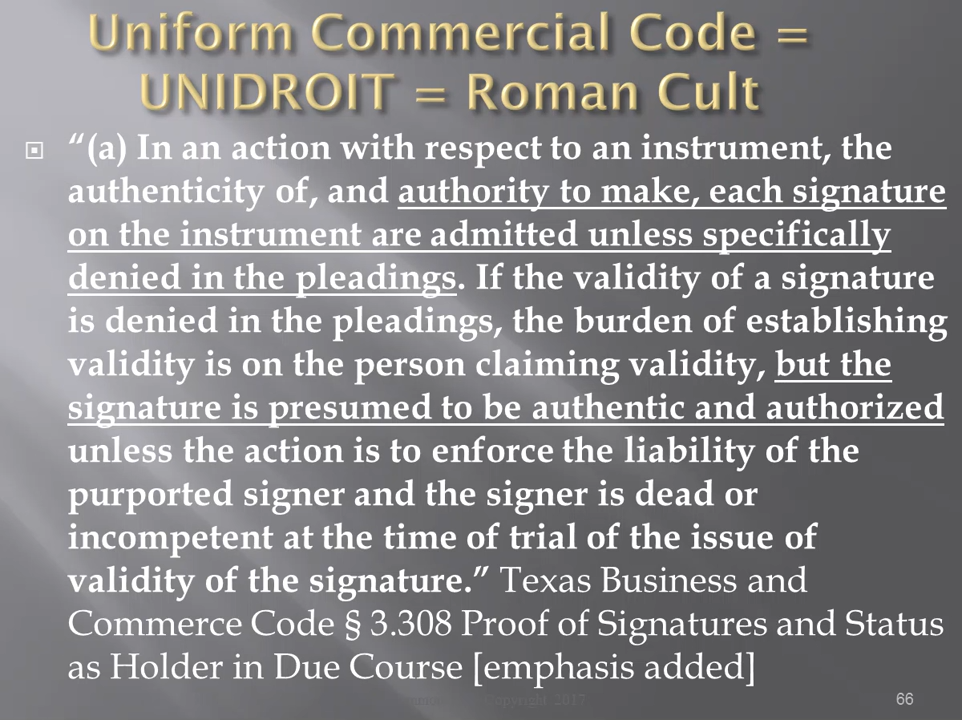 Uniform Commercial Code =
UNIDROIT = Roman Cult
“(a) In an action with respect to an instrument, the
authenticity of, and authority to make, each signature
on the instrument are admitted unless specifically
denied in the pleadings. If the validity of a signature
is denied in the pleadings, the burden of establishing
validity is on the person claiming validity, but the
signature is presumed to be authentic and authorized
unless the action is to enforce the liability of the
purported signer and the signer is dead or
incompetent at the time of trial of the issue of
validity of the signature.” Texas Business and
Commerce Code § 3.308 Proof of Signatures and Status
as Holder in Due Course [emphasis added]
Copyright 2017
66